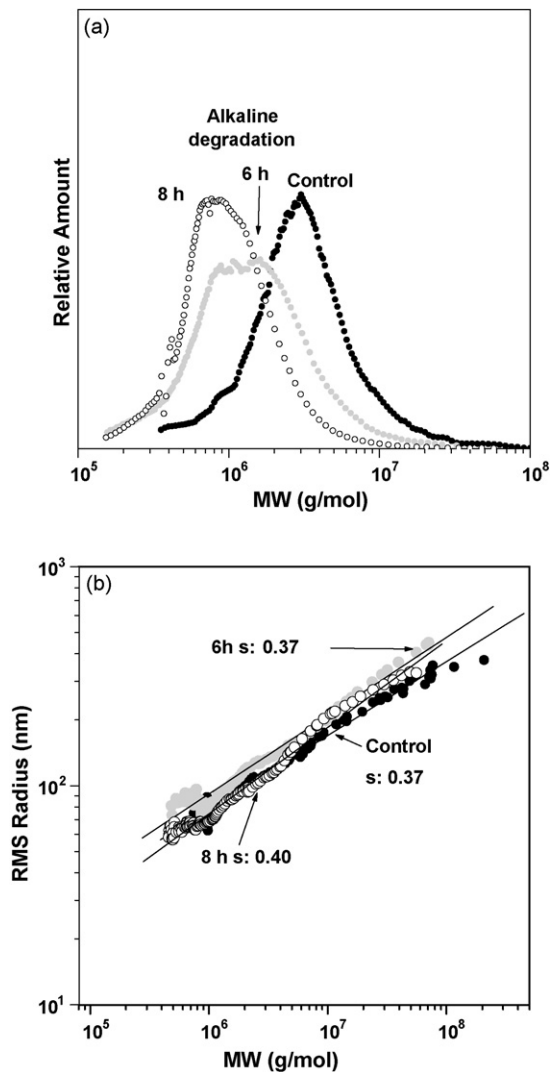 (a)
Alkaline
degradation
8 h
6 h
Control
Relative Amount
10^5
10^6
10^7
10^8
MW (g/mol)
(b)
10^3
10^2
10^1
6h s: 0.37
Control
s: 0.37
8 h s: 0.40
RMS Radius (nm)
10^5
10^6
10^7
10^8
MW (g/mol)